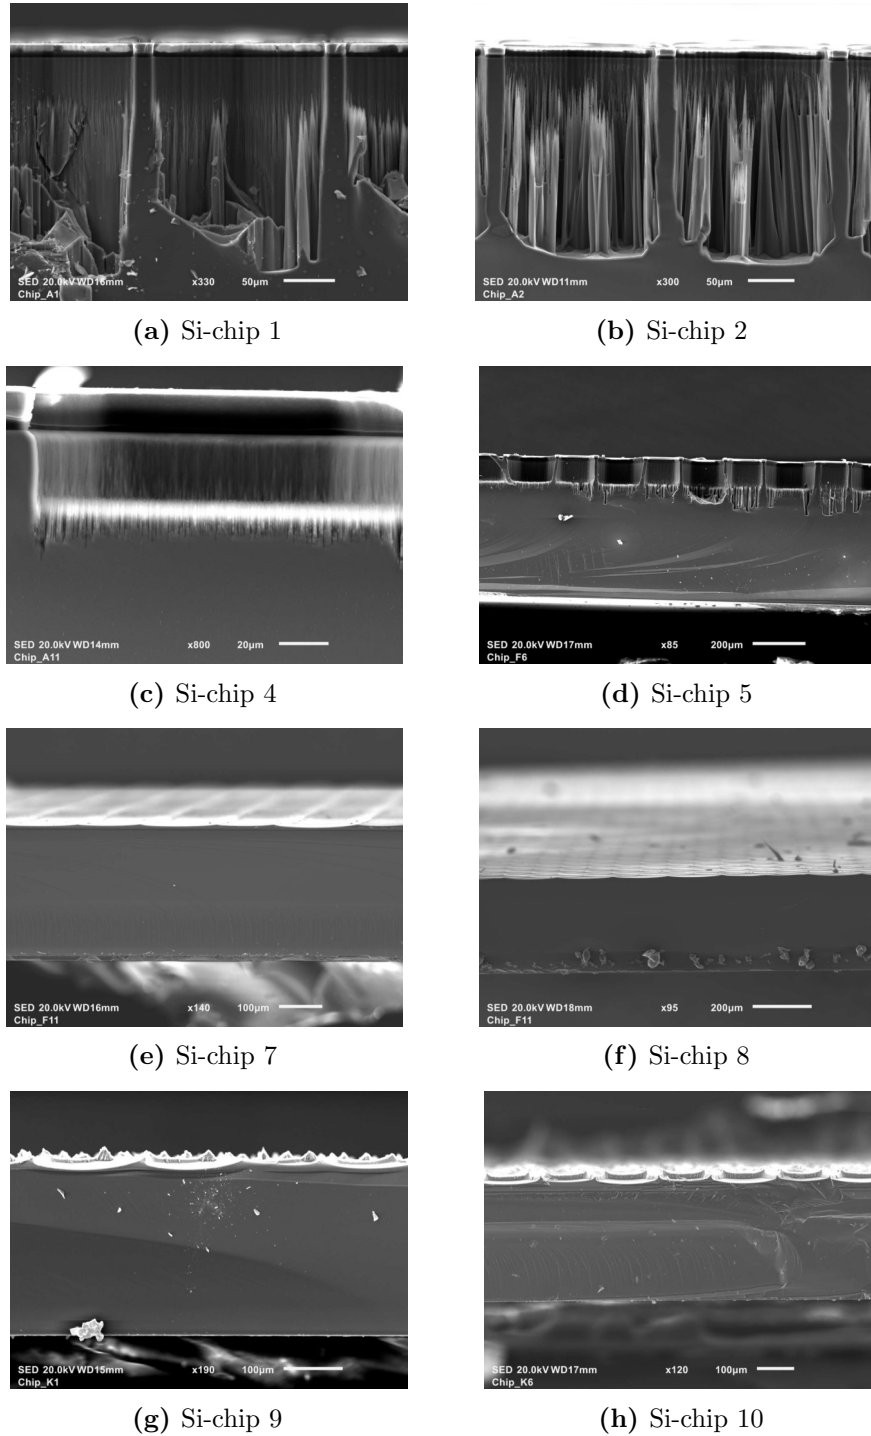 SED 20.0kV WD16mm x330 50µm
Chip_A1
SED 20.0kV WD11mm x300 50µm
Chip_A2
(a) Si-chip 1
(b) Si-chip 2
SED 20.0kV WD14mm x800 20µm
Chip_A11
SED 20.0kV WD17mm x85 200µm
Chip_F6
(c) Si-chip 4
(d) Si-chip 5
SED 20.0kV WD16mm x140 100µm
Chip_F11
SED 20.0kV WD18mm x95 200µm
Chip_F11
(e) Si-chip 7
(f) Si-chip 8
SED 20.0kV WD15mm x190 100µm
Chip_K1
SED 20.0kV WD17mm x120 100µm
Chip_K6
(g) Si-chip 9
(h) Si-chip 10